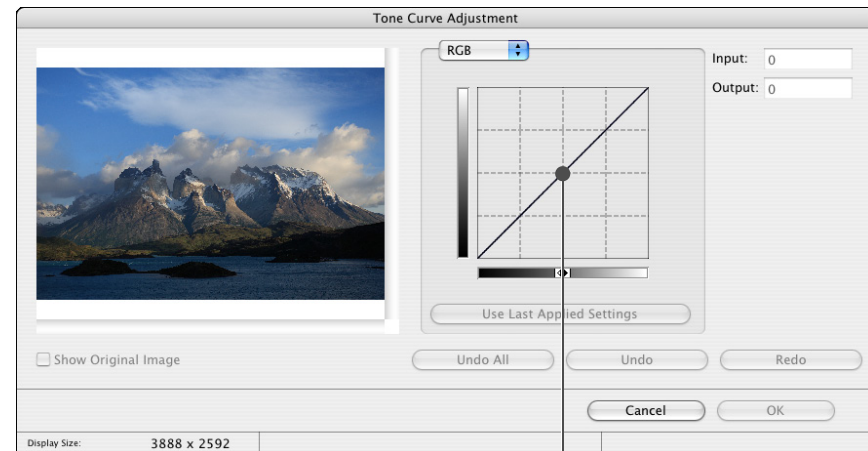 Tone Curve Adjustment
RGB
Input: 0
Output: 0
Use Last Applied Settings
Show Original Image
Undo All
Undo
Redo
Cancel
OK
Display Size: 3888 x 2592